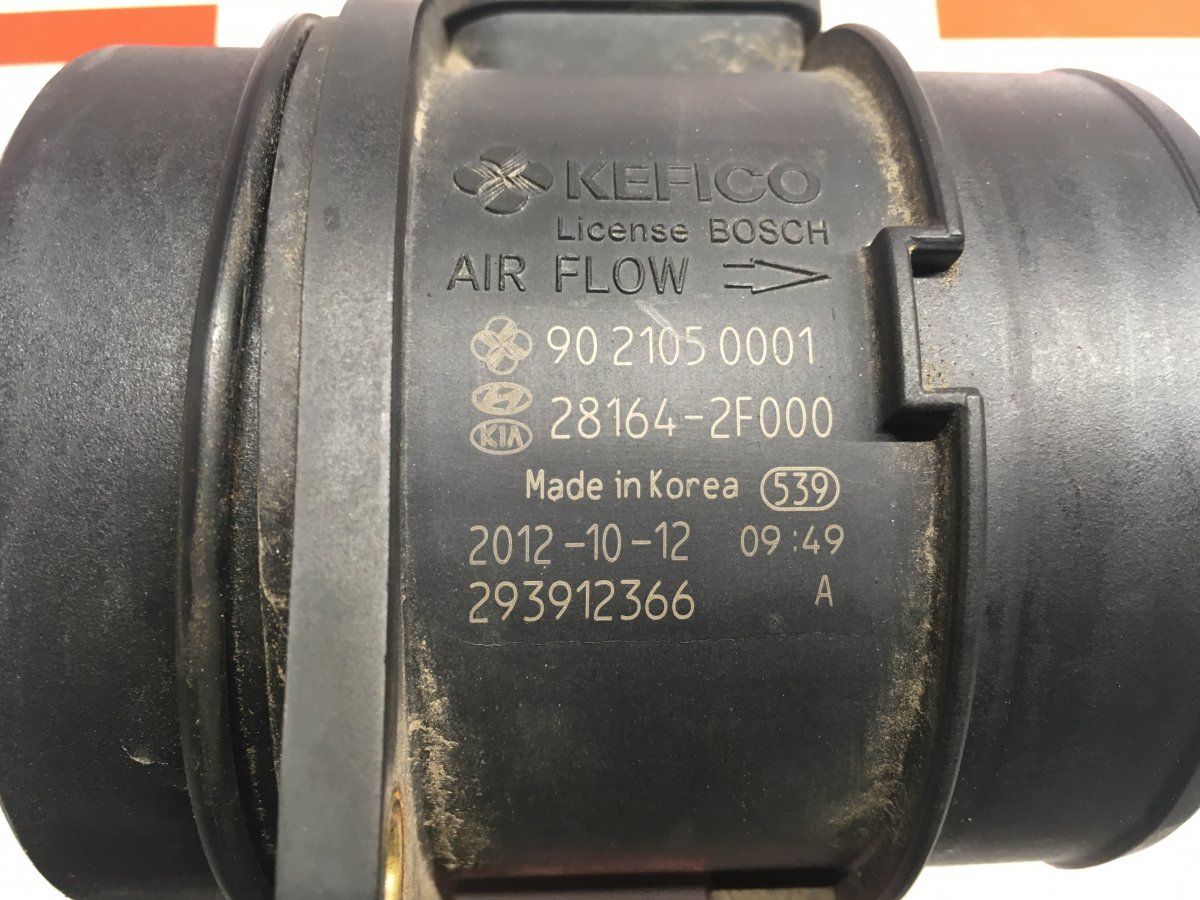 KEFICO
License BOSCH
AIR FLOW
90 2105 0001
28164-2F000
KIA
Made in Korea 539
2012-10-12 09:49
293912366 A